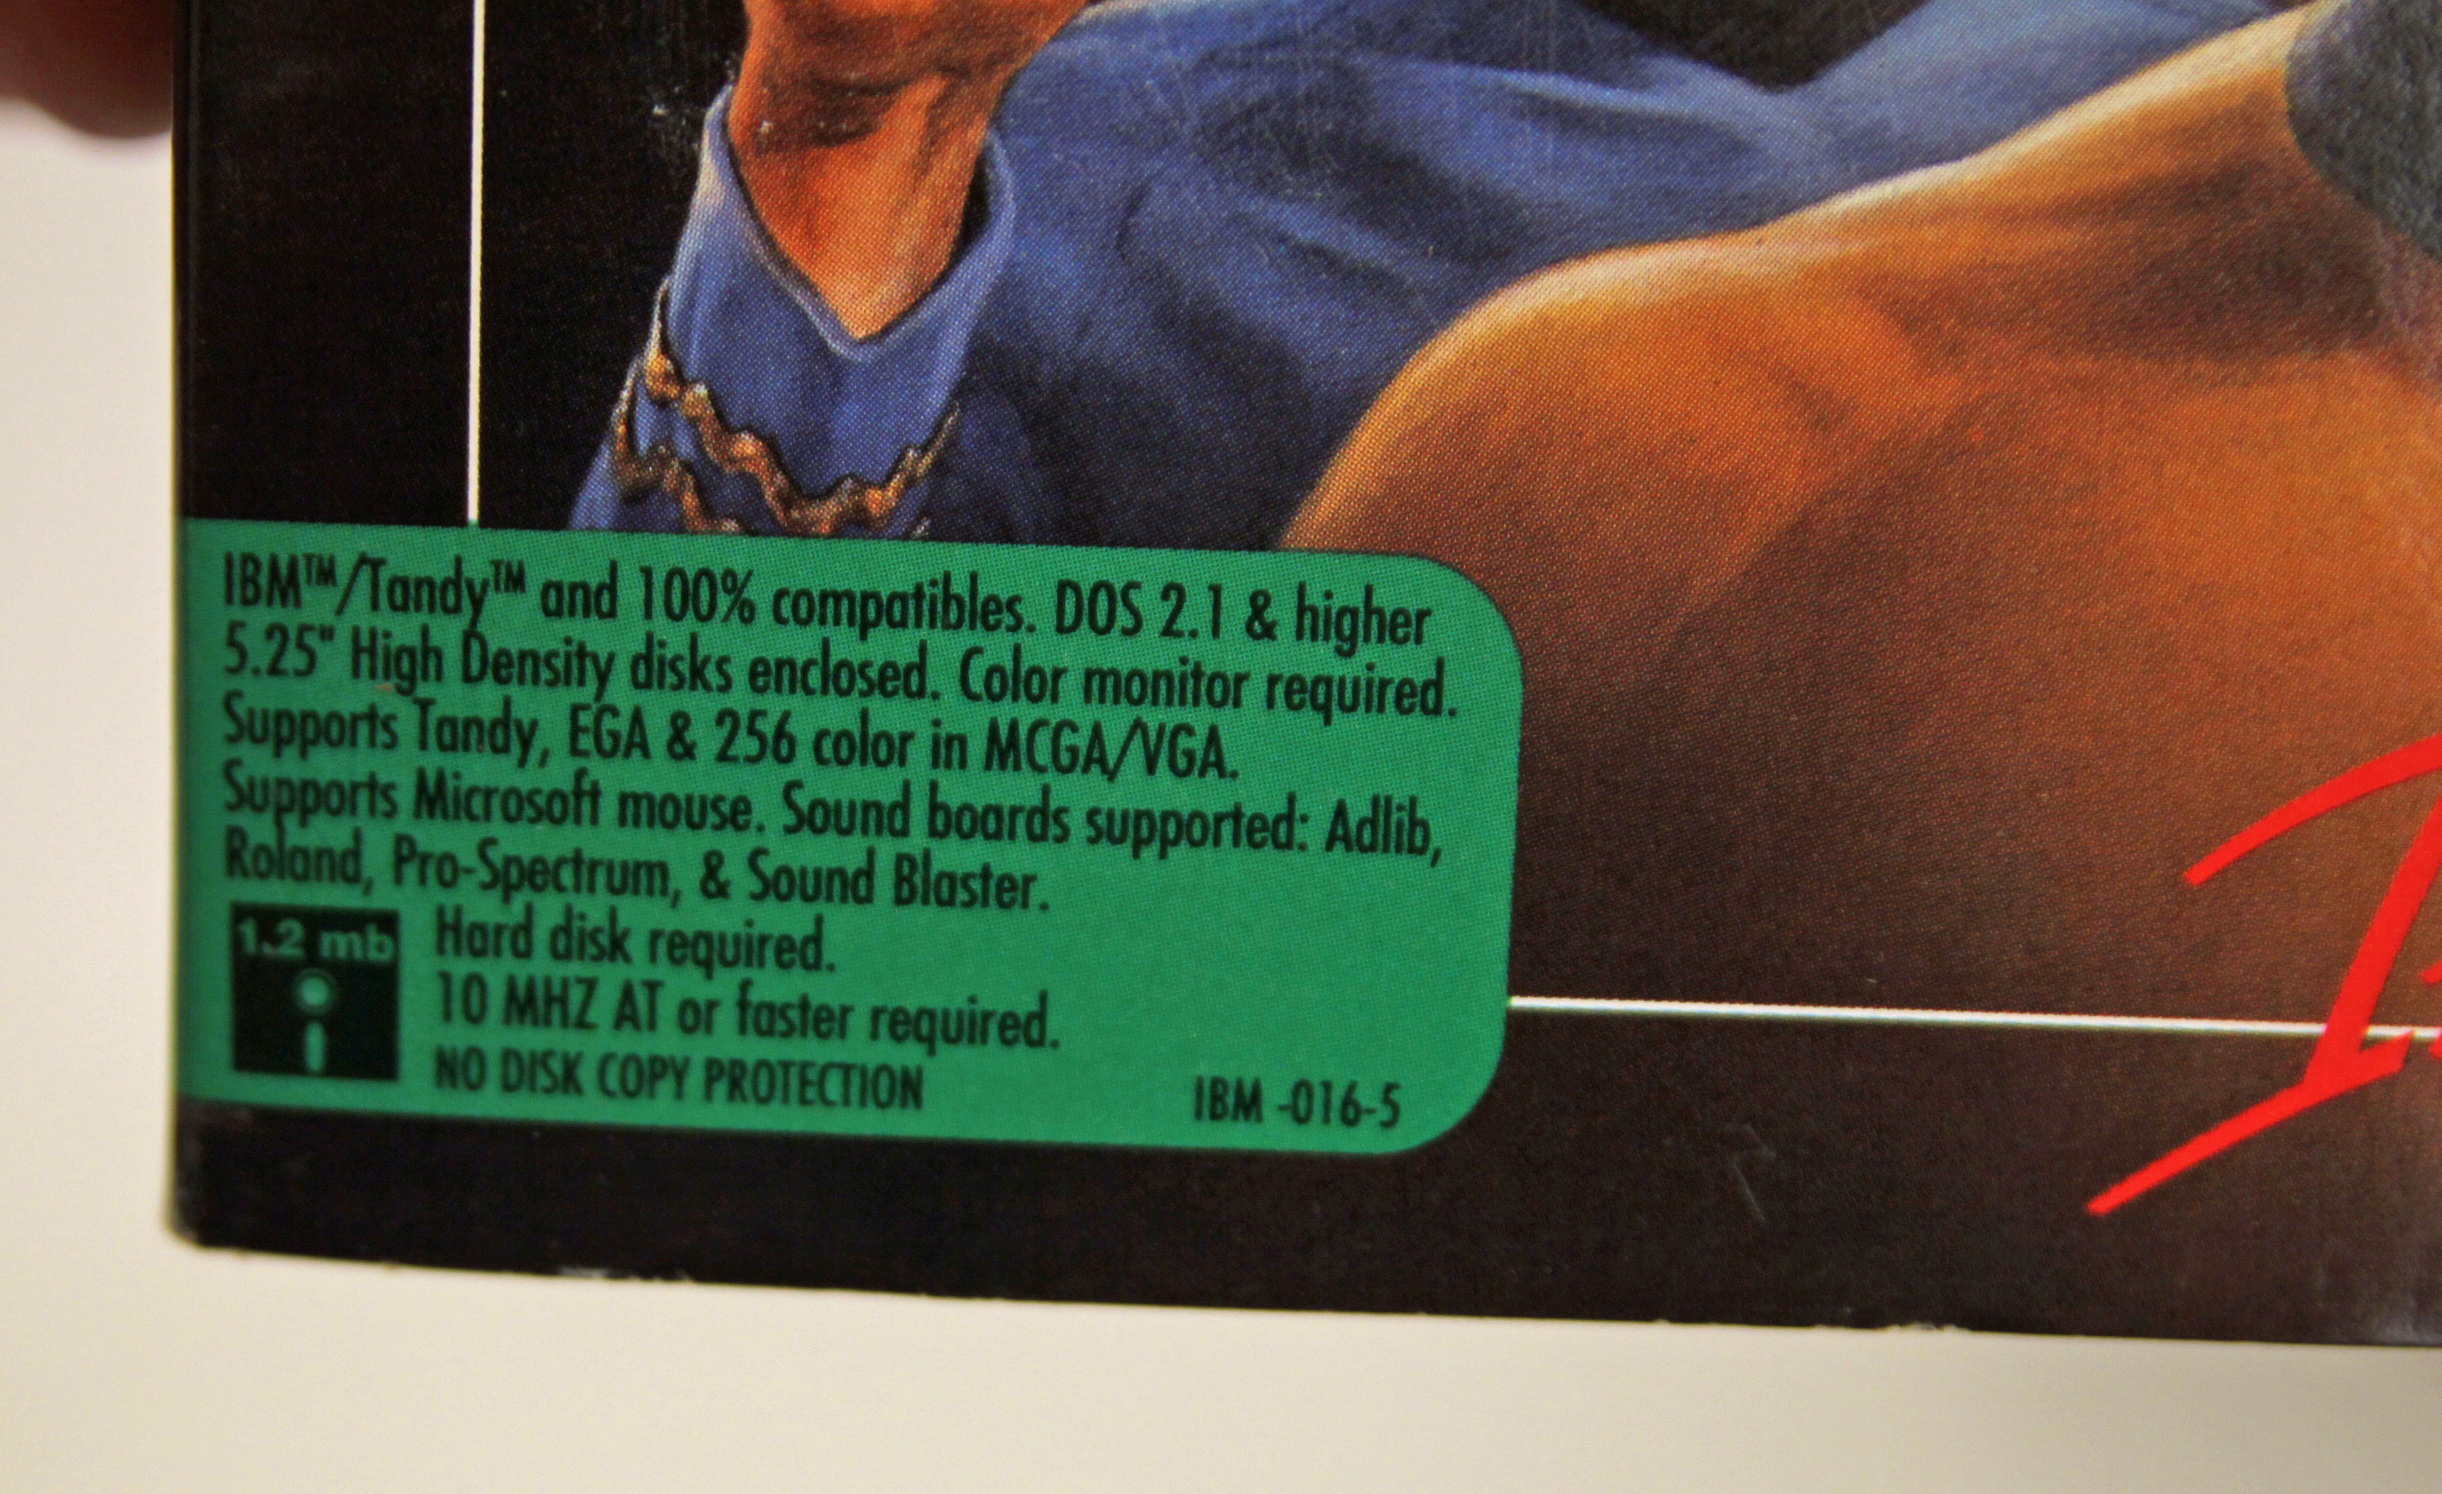 IBM™/Tandy™ and 100% compatibles. DOS 2.1 & higher
5.25" High Density disks enclosed. Color monitor required.
Supports Tandy, EGA & 256 color in MCGA/VGA.
Supports Microsoft mouse. Sound boards supported: Adlib,
Roland, Pro-Spectrum, & Sound Blaster.
1.2 mb
Hard disk required.
10 MHZ AT or faster required.
NO DISK COPY PROTECTION
IBM -016-5